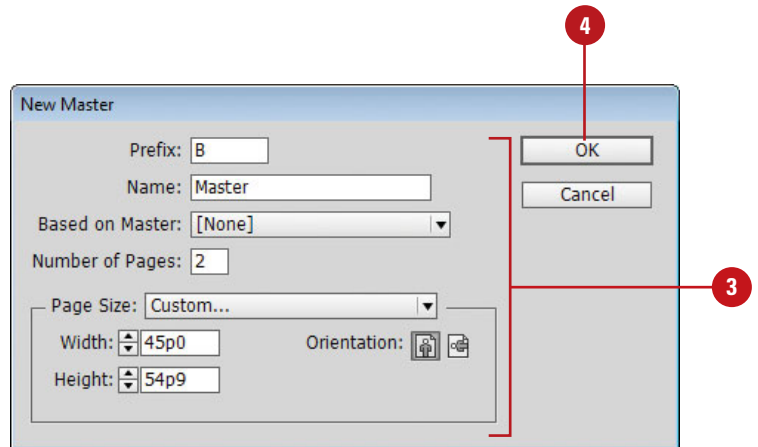 4
New Master
Prefix: B
OK
Name: Master
Cancel
Based on Master: [None]
Number of Pages: 2
3
Page Size: Custom...
Width: 45p0
Orientation:
Height: 54p9